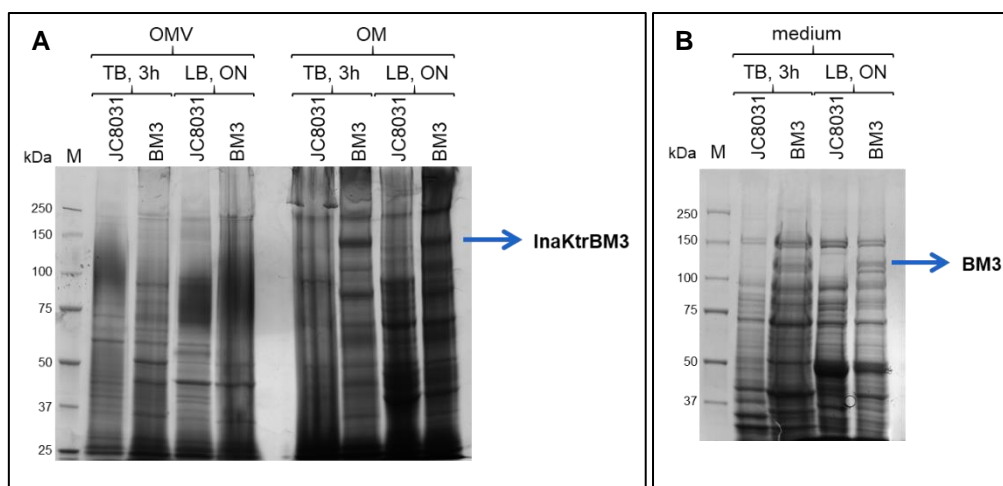 A
OMV OM
TB, 3h LB, ON TB, 3h LB, ON
JC8031 BM3 JC8031 BM3 JC8031 BM3 JC8031 BM3
kDa M
250
150
100
75
50
37
25
InaKtrBM3
B
medium
TB, 3h LB, ON
JC8031 BM3 JC8031 BM3
kDa M
250
150
100
75
50
37
BM3